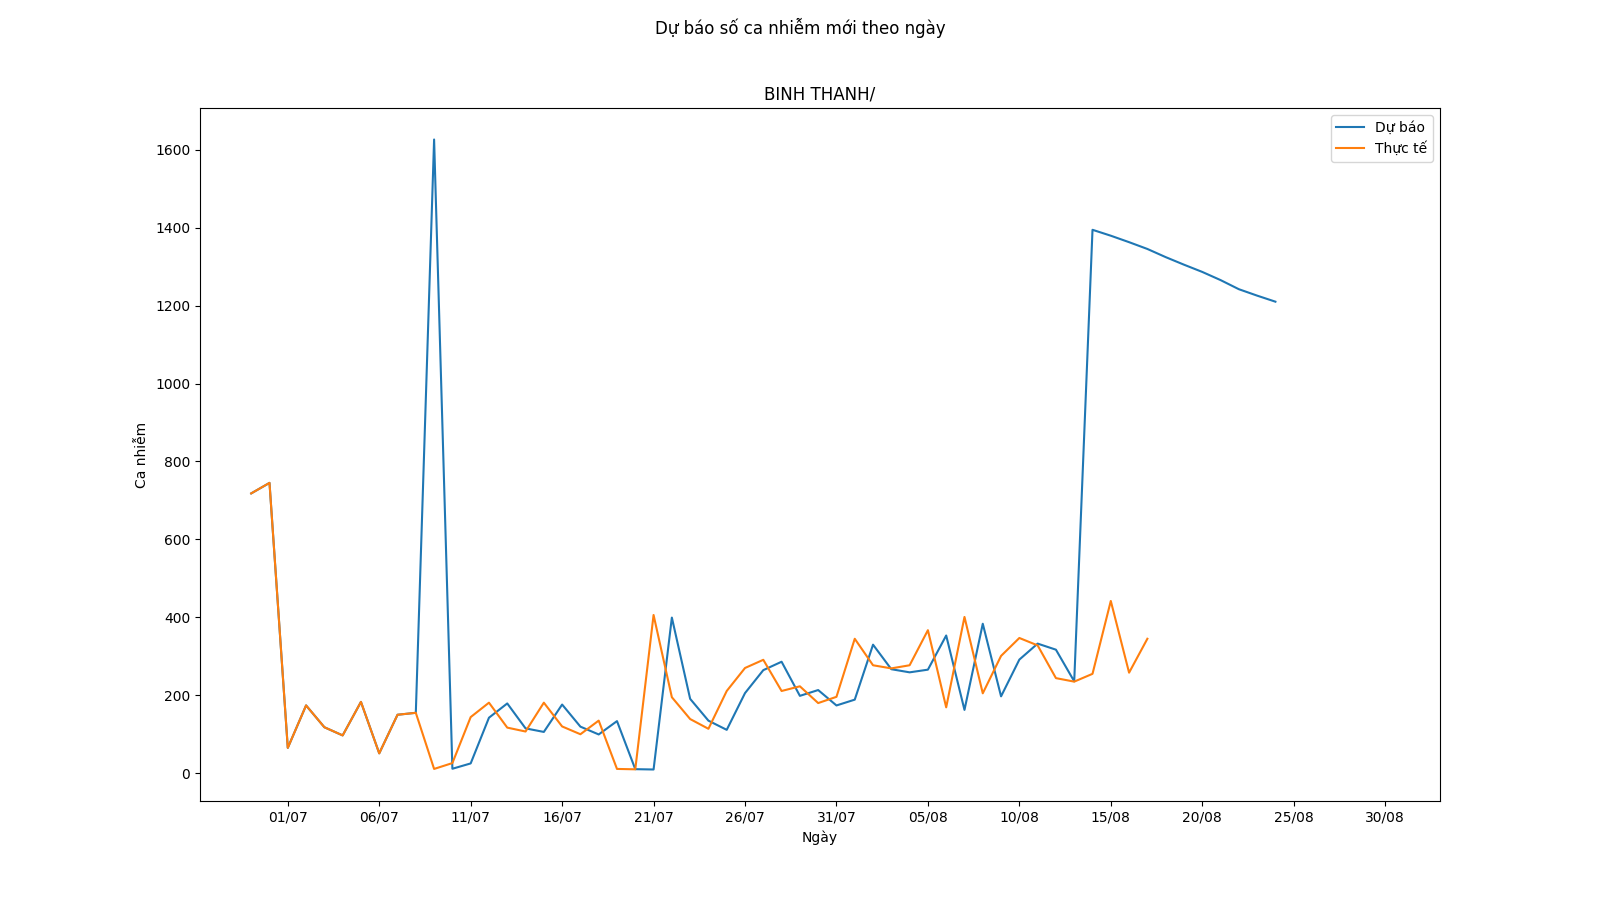 Dự báo số ca nhiễm mới theo ngày
BINH THANH/
Dự báo
Thực tế
Ca nhiễm
1600
1400
1200
1000
800
600
400
200
0
01/07 06/07 11/07 16/07 21/07 26/07 31/07 05/08 10/08 15/08 20/08 25/08 30/08
Ngày